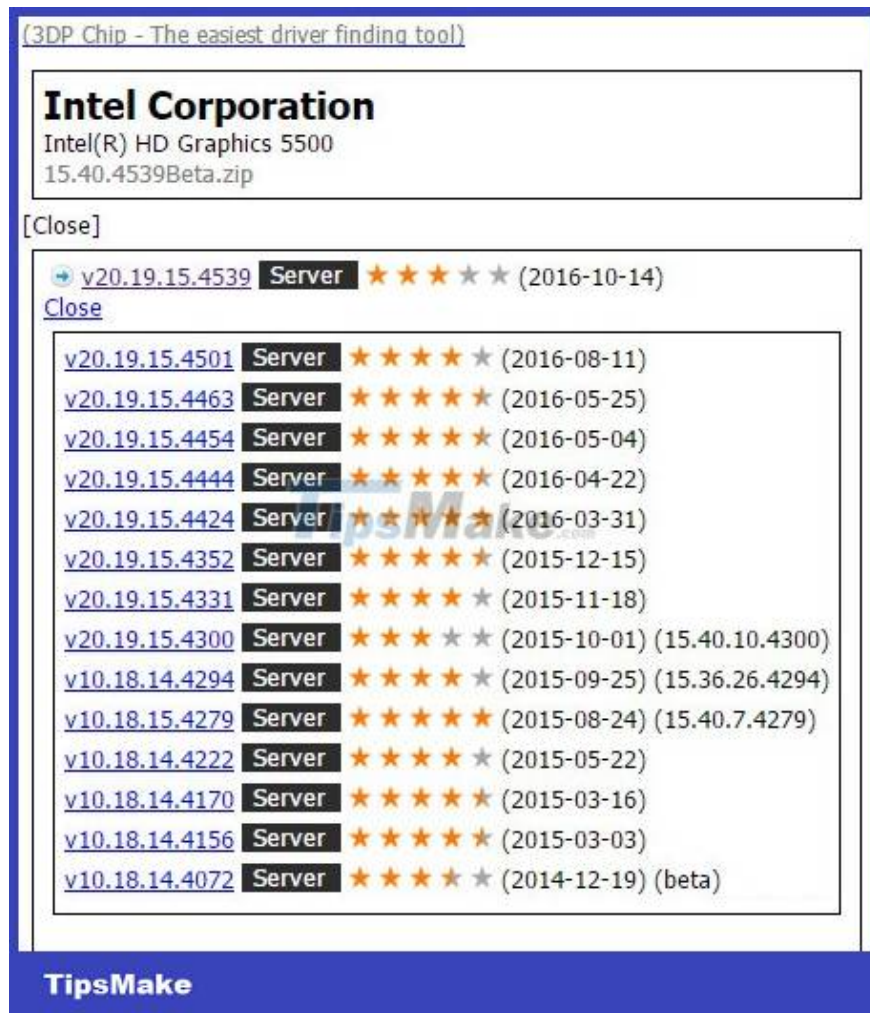 (3DP Chip - The easiest driver finding tool)
Intel Corporation
Intel(R) HD Graphics 5500
15.40.4539Beta.zip
[Close]
v20.19.15.4539 Server (2016-10-14)
Close
v20.19.15.4501 Server (2016-08-11)
v20.19.15.4463 Server (2016-05-25)
v20.19.15.4454 Server (2016-05-04)
v20.19.15.4444 Server (2016-04-22)
v20.19.15.4424 Server (2016-03-31)
TipsMake.com
v20.19.15.4352 Server (2015-12-15)
v20.19.15.4331 Server (2015-11-18)
v20.19.15.4300 Server (2015-10-01) (15.40.10.4300)
v10.18.14.4294 Server (2015-09-25) (15.36.26.4294)
v10.18.15.4279 Server (2015-08-24) (15.40.7.4279)
v10.18.14.4222 Server (2015-05-22)
v10.18.14.4170 Server (2015-03-16)
v10.18.14.4156 Server (2015-03-03)
v10.18.14.4072 Server (2014-12-19) (beta)
TipsMake